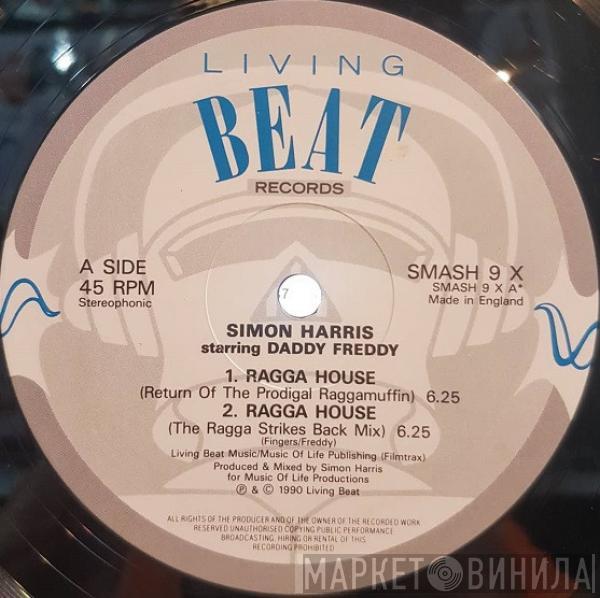 LIVING
BEAT
RECORDS
A SIDE
45 RPM
Stereophonic
SMASH 9 X
SMASH 9 X A*
Made in England
7
SIMON HARRIS
starring DADDY FREDDY
1. RAGGA HOUSE
(Return Of The Prodigal Raggamuffin) 6.25
2. RAGGA HOUSE
(The Ragga Strikes Back Mix) 6.25
(Fingers/Freddy)
Living Beat Music/Music Of Life Publishing (Filmtrax)
Produced & Mixed by Simon Harris
for Music Of Life Productions
℗ & © 1990 Living Beat
ALL RIGHTS OF THE PRODUCER AND OF THE OWNER OF THE RECORDED WORK
RESERVED UNAUTHORISED COPYING PUBLIC PERFORMANCE
BROADCASTING, HIRING OR RENTAL OF THIS
RECORDING PROHIBITED
МАРКЕТ ВИНИЛА